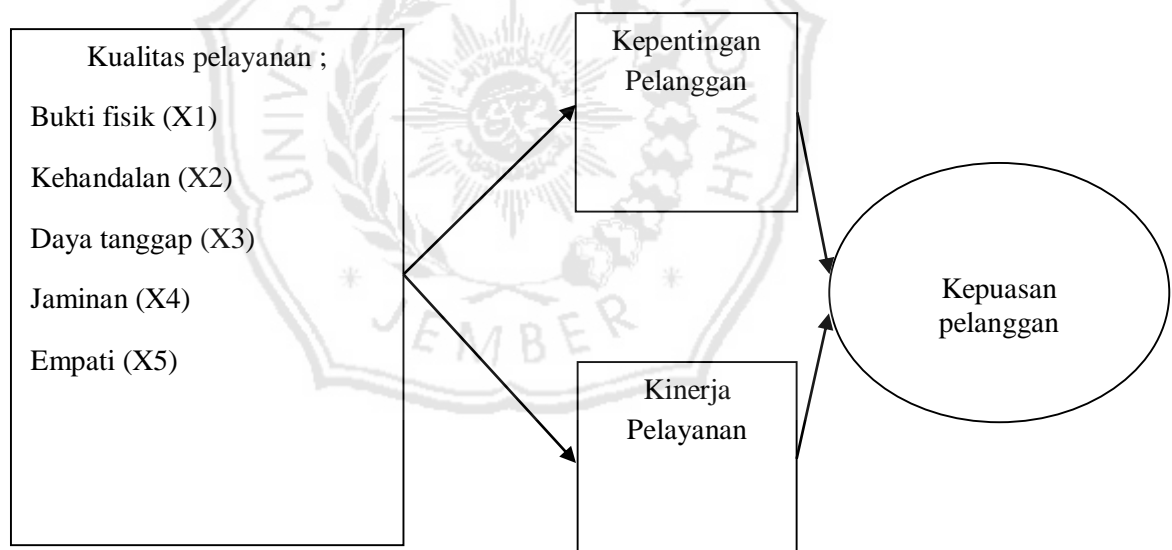 Kualitas pelayanan ;
Bukti fisik (X1)
Kehandalan (X2)
Daya tanggap (X3)
Jaminan (X4)
Empati (X5)
Kepentingan
Pelanggan
Kinerja
Pelayanan
Kepuasan
pelanggan
JEMBER